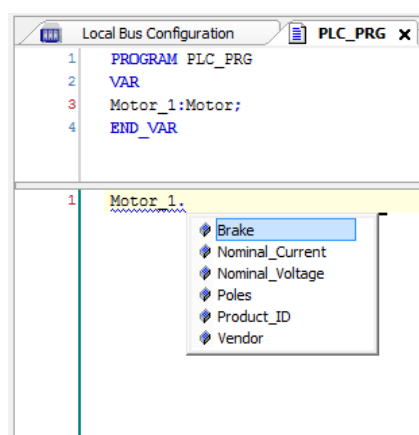 Local Bus Configuration PLC_PRG X
1 PROGRAM PLC_PRG
2 VAR
3 Motor_1:Motor;
4 END_VAR
1 Motor_1.
Brake
Nominal_Current
Nominal_Voltage
Poles
Product_ID
Vendor